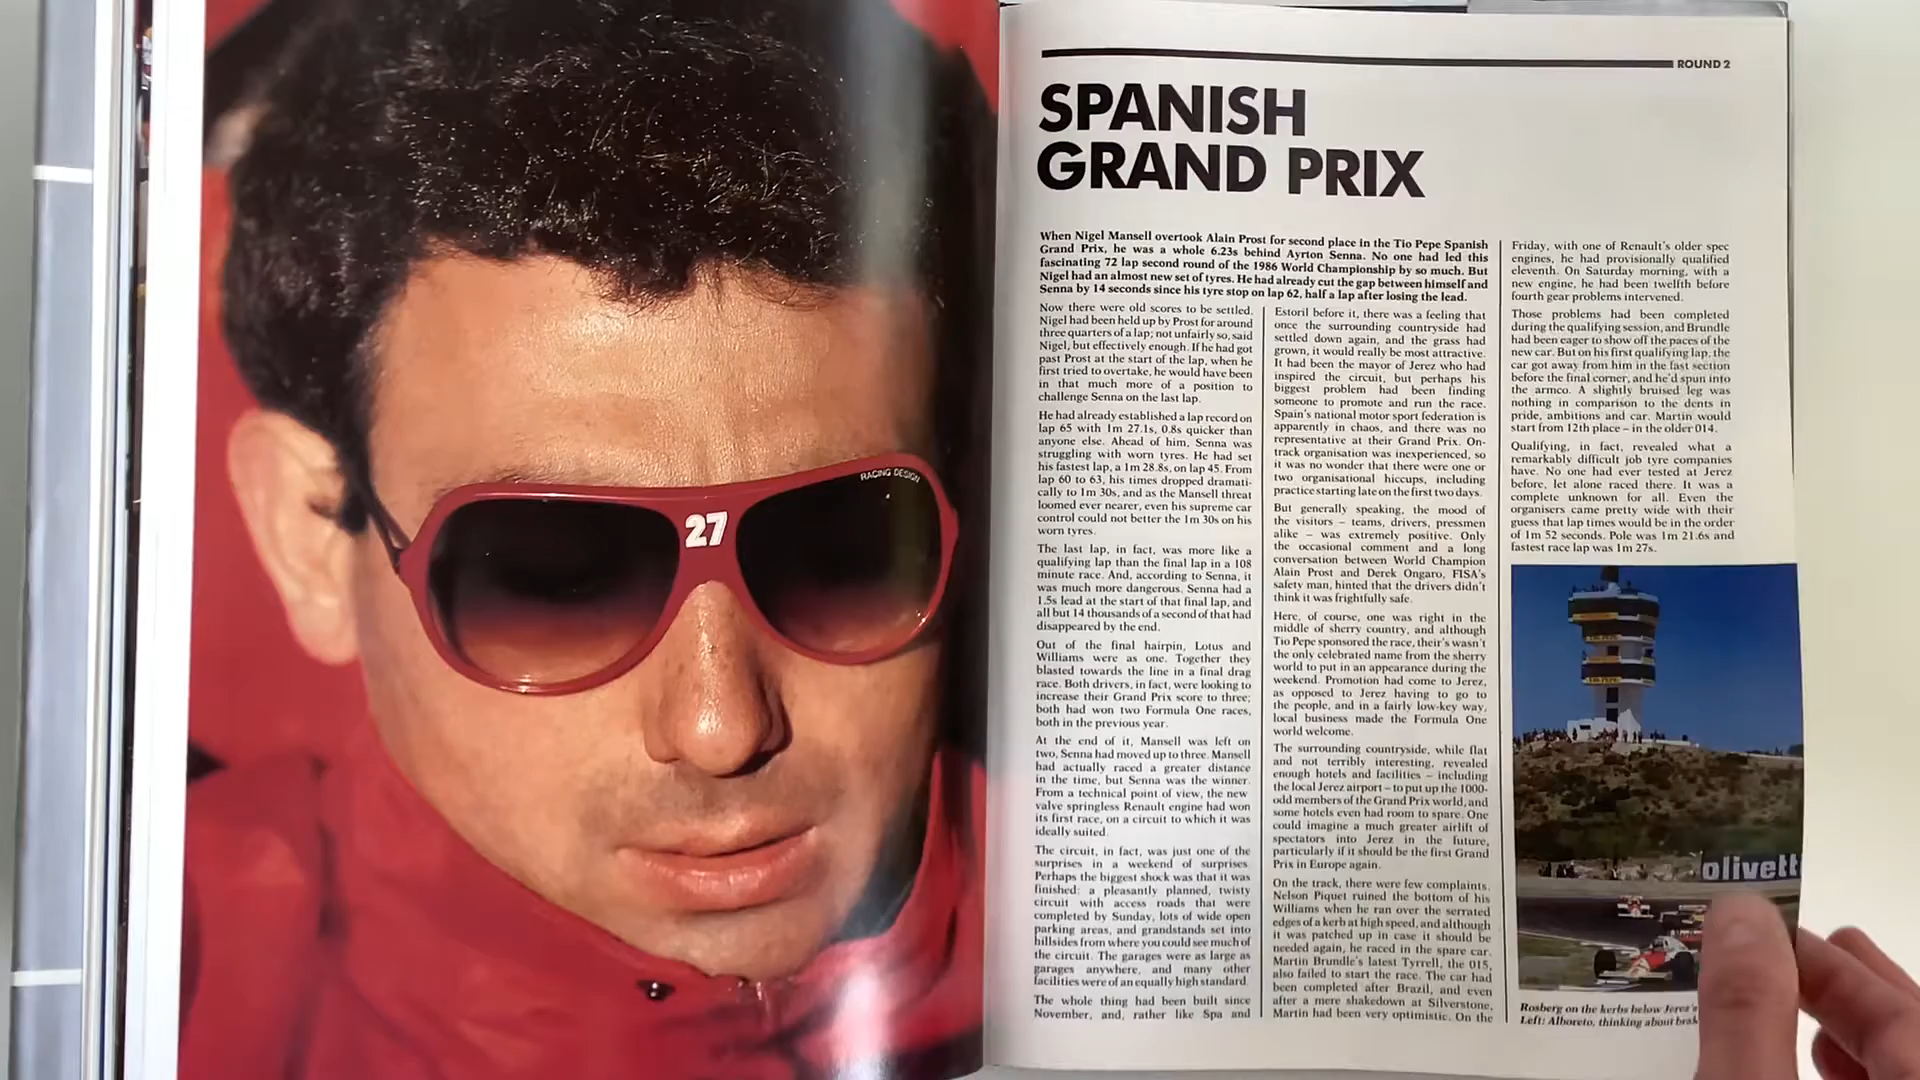 RACING DESIGN
27
ROUND 2
SPANISH
GRAND PRIX
When Nigel Mansell overtook Alain Prost for second place in the Tio Pepe Spanish
Grand Prix, he was a whole 6.23s behind Ayrton Senna. No one had led this
fascinating 72 lap second round of the 1986 World Championship by so much. But
Nigel had an almost new set of tyres. He had already cut the gap between himself and
Senna by 14 seconds since his tyre stop on lap 62, half a lap after losing the lead.
Now there were old scores to be settled.
Nigel had been held up by Prost for around
three quarters of a lap; not unfairly so, said
Nigel, but effectively enough. If he had got
past Prost at the start of the lap, when he
first tried to overtake, he would have been
in that much more of a position to
challenge Senna on the last lap.
He had already established a lap record on
lap 65 with 1m 27.1s, 0.8s quicker than
anyone else. Ahead of him, Senna was
struggling with worn tyres. He had set
his fastest lap, a 1m 28.8s, on lap 45. From
lap 60 to 63, his times dropped dramati-
cally to 1m 30s, and as the Mansell threat
loomed ever nearer, even his supreme car
control could not better the 1m 30s on his
worn tyres.
The last lap, in fact, was more like a
qualifying lap than the final lap in a 108
minute race. And, according to Senna, it
was much more dangerous. Senna had a
1.5s lead at the start of that final lap, and
all but 14 thousands of a second of that had
disappeared by the end.
Out of the final hairpin, Lotus and
Williams were as one. Together they
blasted towards the line in a final drag
race. Both drivers, in fact, were looking to
increase their Grand Prix score to three;
both had won two Formula One races,
both in the previous year.
At the end of it, Mansell was left on
two, Senna had moved up to three. Mansell
had actually raced a greater distance
in the time, but Senna was the winner.
From a technical point of view, the new
valve springless Renault engine had won
its first race, on a circuit to which it was
ideally suited.
The circuit, in fact, was just one of the
surprises in a weekend of surprises.
Perhaps the biggest shock was that it was
finished: a pleasantly planned, twisty
circuit with access roads that were
completed by Sunday, lots of wide open
parking areas, and grandstands set into
hillsides from where you could see much of
the circuit. The garages were as large as
garages anywhere, and many other
facilities were of an equally high standard.
The whole thing had been built since
November, and, rather like Spa and
Estoril before it, there was a feeling that
once the surrounding countryside had
settled down again, and the grass had
grown, it would really be most attractive.
It had been the mayor of Jerez who had
inspired the circuit, but perhaps his
biggest problem had been finding
someone to promote and run the race.
Spain's national motor sport federation is
apparently in chaos, and there was no
representative at their Grand Prix. On-
track organisation was inexperienced, so
it was no wonder that there were one or
two organisational hiccups, including
practice starting late on the first two days.
But generally speaking, the mood of
the visitors – teams, drivers, pressmen
alike – was extremely positive. Only
the occasional comment and a long
conversation between World Champion
Alain Prost and Derek Ongaro, FISA's
safety man, hinted that the drivers didn't
think it was frightfully safe.
Here, of course, one was right in the
middle of sherry country, and although
Tio Pepe sponsored the race, their's wasn't
the only celebrated name from the sherry
world to put in an appearance during the
weekend. Promotion had come to Jerez,
as opposed to Jerez having to go to
the people, and in a fairly low-key way,
local business made the Formula One
world welcome.
The surrounding countryside, while flat
and not terribly interesting, revealed
enough hotels and facilities – including
the local Jerez airport – to put up the 1000-
odd members of the Grand Prix world, and
some hotels even had room to spare. One
could imagine a much greater airlift of
spectators into Jerez in the future,
particularly if it should be the first Grand
Prix in Europe again.
On the track, there were few complaints.
Nelson Piquet ruined the bottom of his
Williams when he ran over the serrated
edges of a kerb at high speed, and although
it was patched up in case it should be
needed again, he raced in the spare car.
Martin Brundle's latest Tyrrell, the 015,
also failed to start the race. The car had
been completed after Brazil, and even
after a mere shakedown at Silverstone,
Martin had been very optimistic. On the
Friday, with one of Renault's older spec
engines, he had provisionally qualified
eleventh. On Saturday morning, with a
new engine, he had been twelfth before
fourth gear problems intervened.
Those problems had been completed
during the qualifying session, and Brundle
had been eager to show off the paces of the
new car. But on his first qualifying lap, the
car got away from him in the fast section
before the final corner, and he'd spun into
the armco. A slightly bruised leg was
nothing in comparison to the dents in
pride, ambitions and car. Martin would
start from 12th place – in the older 014.
Qualifying, in fact, revealed what a
remarkably difficult job tyre companies
have. No one had ever tested at Jerez
before, let alone raced there. It was a
complete unknown for all. Even the
organisers came pretty wide with their
guess that lap times would be in the order
of 1m 52 seconds. Pole was 1m 21.6s and
fastest race lap was 1m 27s.
olivetti
Rosberg on the kerbs below Jerez's
Left: Alboreto, thinking about